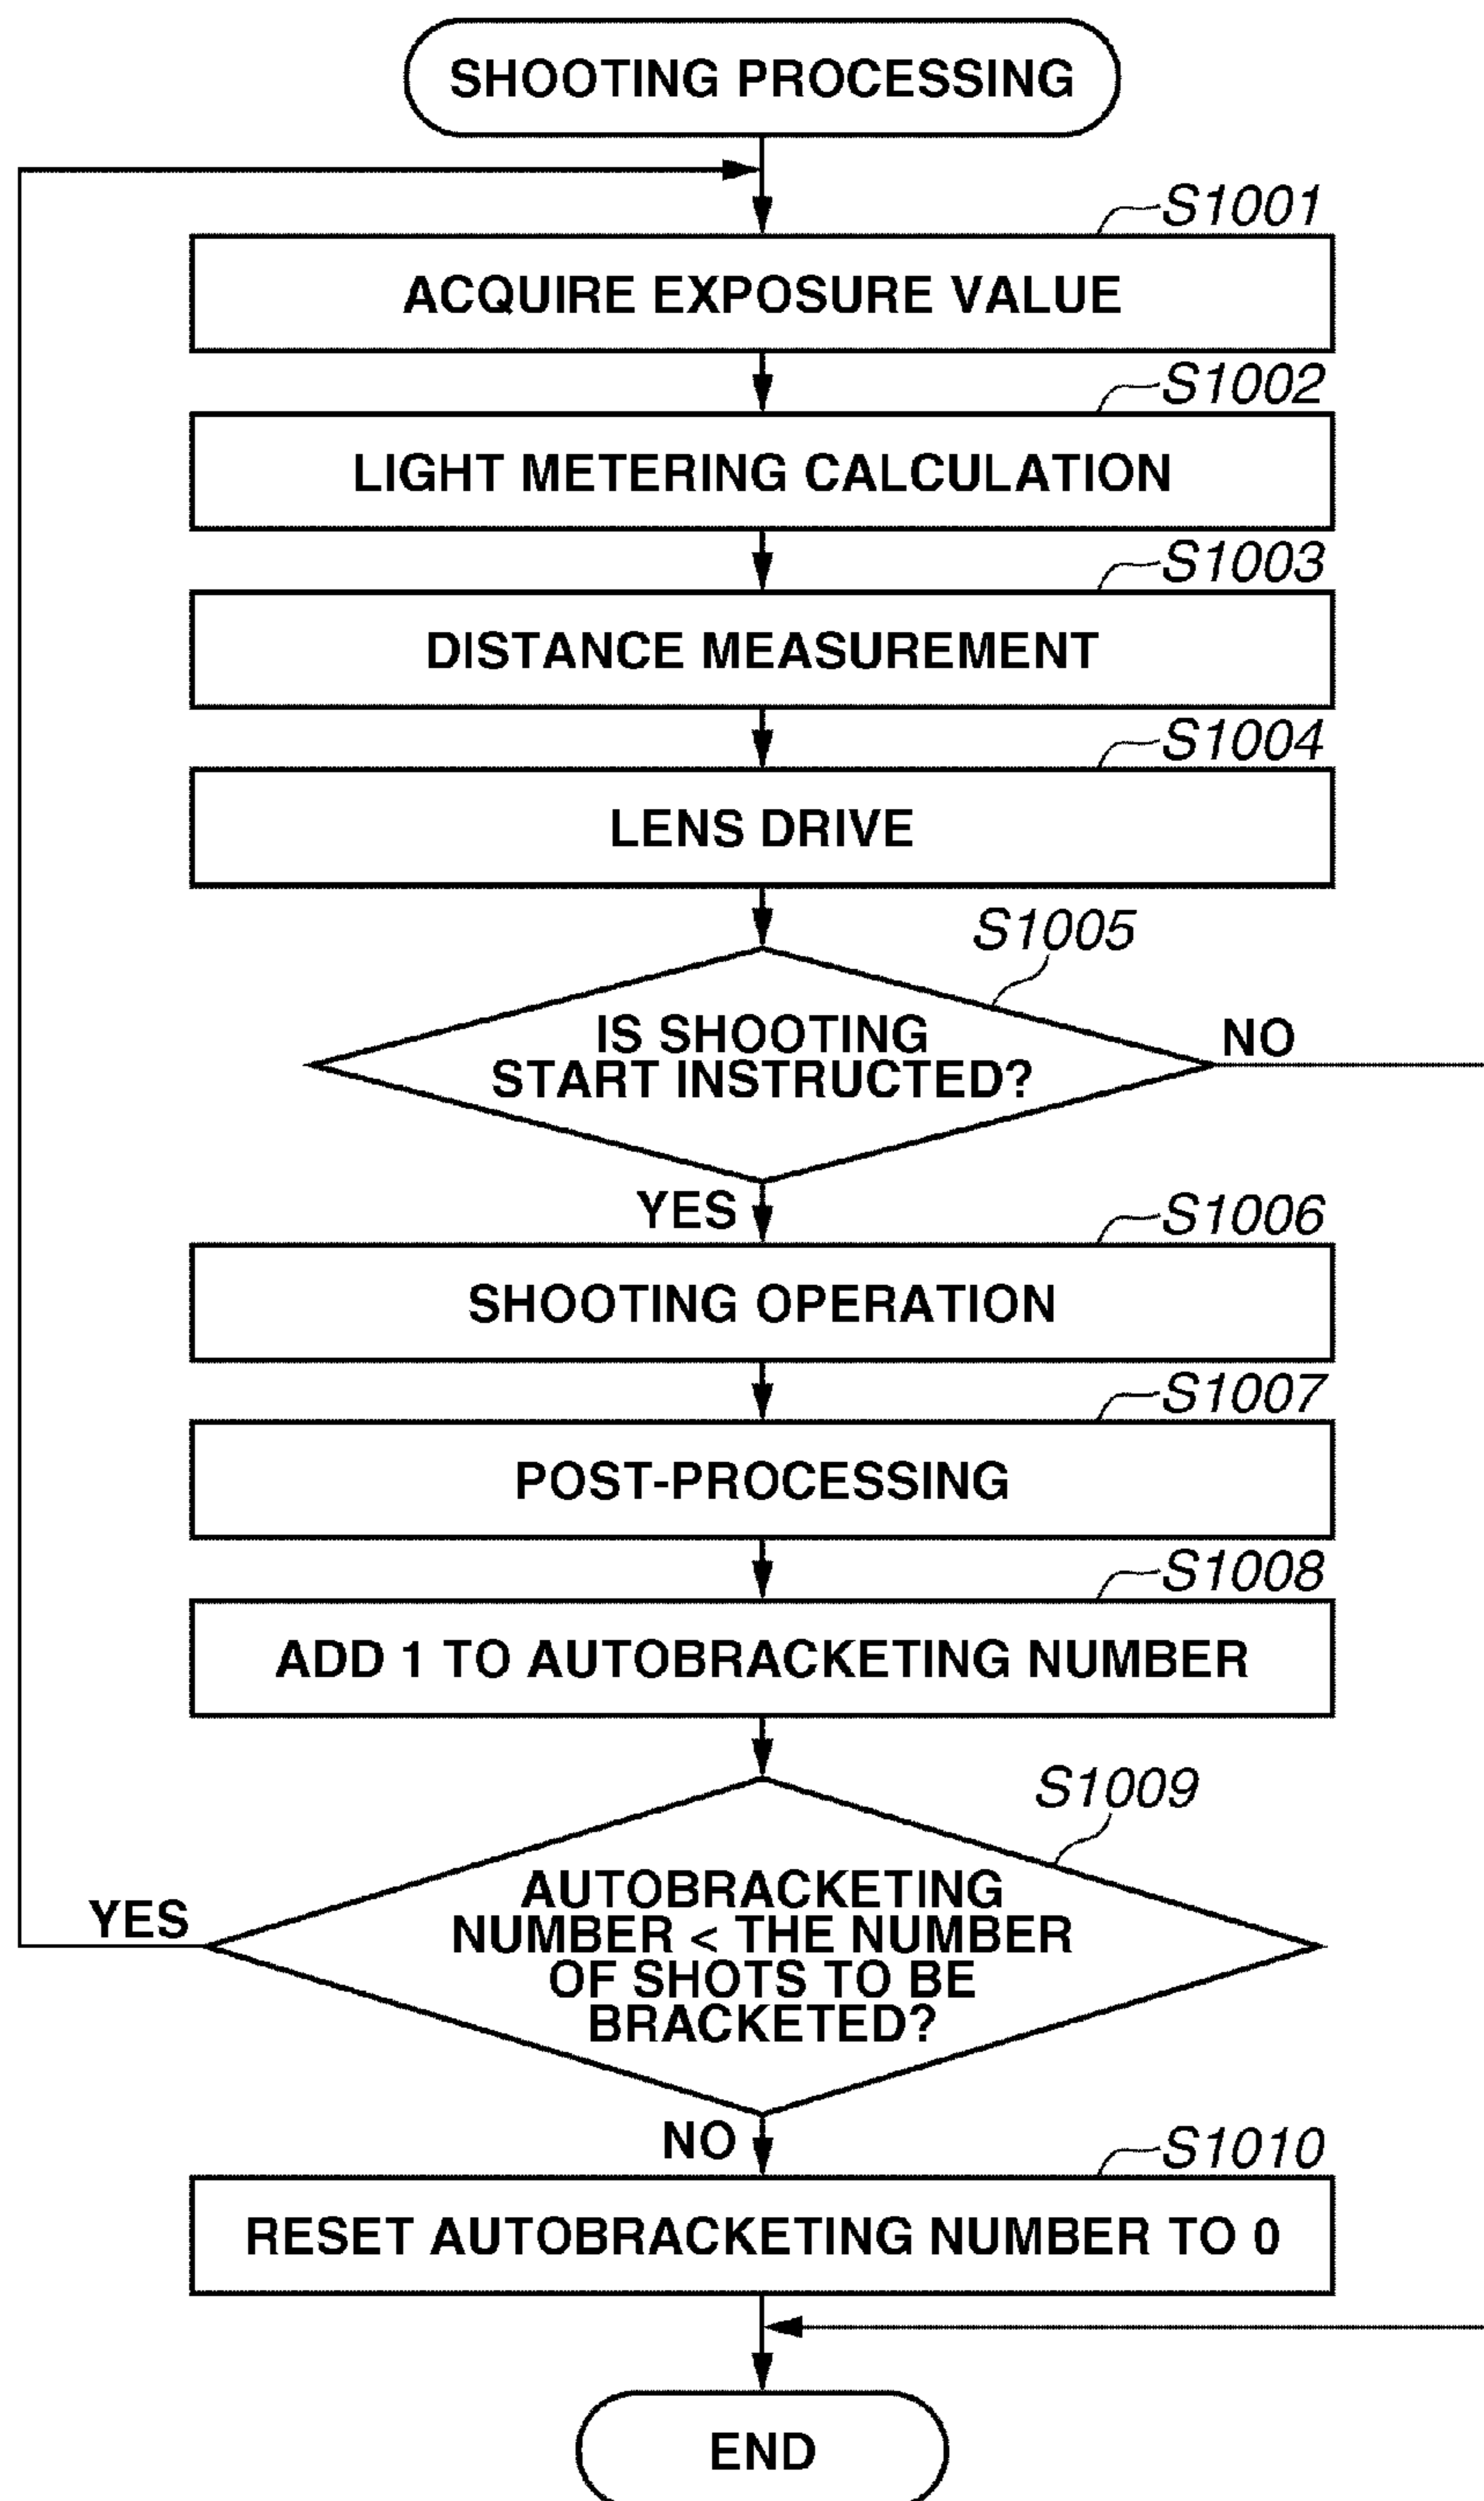 SHOOTING PROCESSING
S1001
ACQUIRE EXPOSURE VALUE
S1002
LIGHT METERING CALCULATION
S1003
DISTANCE MEASUREMENT
S1004
LENS DRIVE
S1005
IS SHOOTING
START INSTRUCTED?
NO
YES
S1006
SHOOTING OPERATION
S1007
POST-PROCESSING
S1008
ADD 1 TO AUTOBRACKETING NUMBER
S1009
AUTOBRACKETING
NUMBER < THE NUMBER
OF SHOTS TO BE
BRACKETED?
YES
NO
S1010
RESET AUTOBRACKETING NUMBER TO 0
END